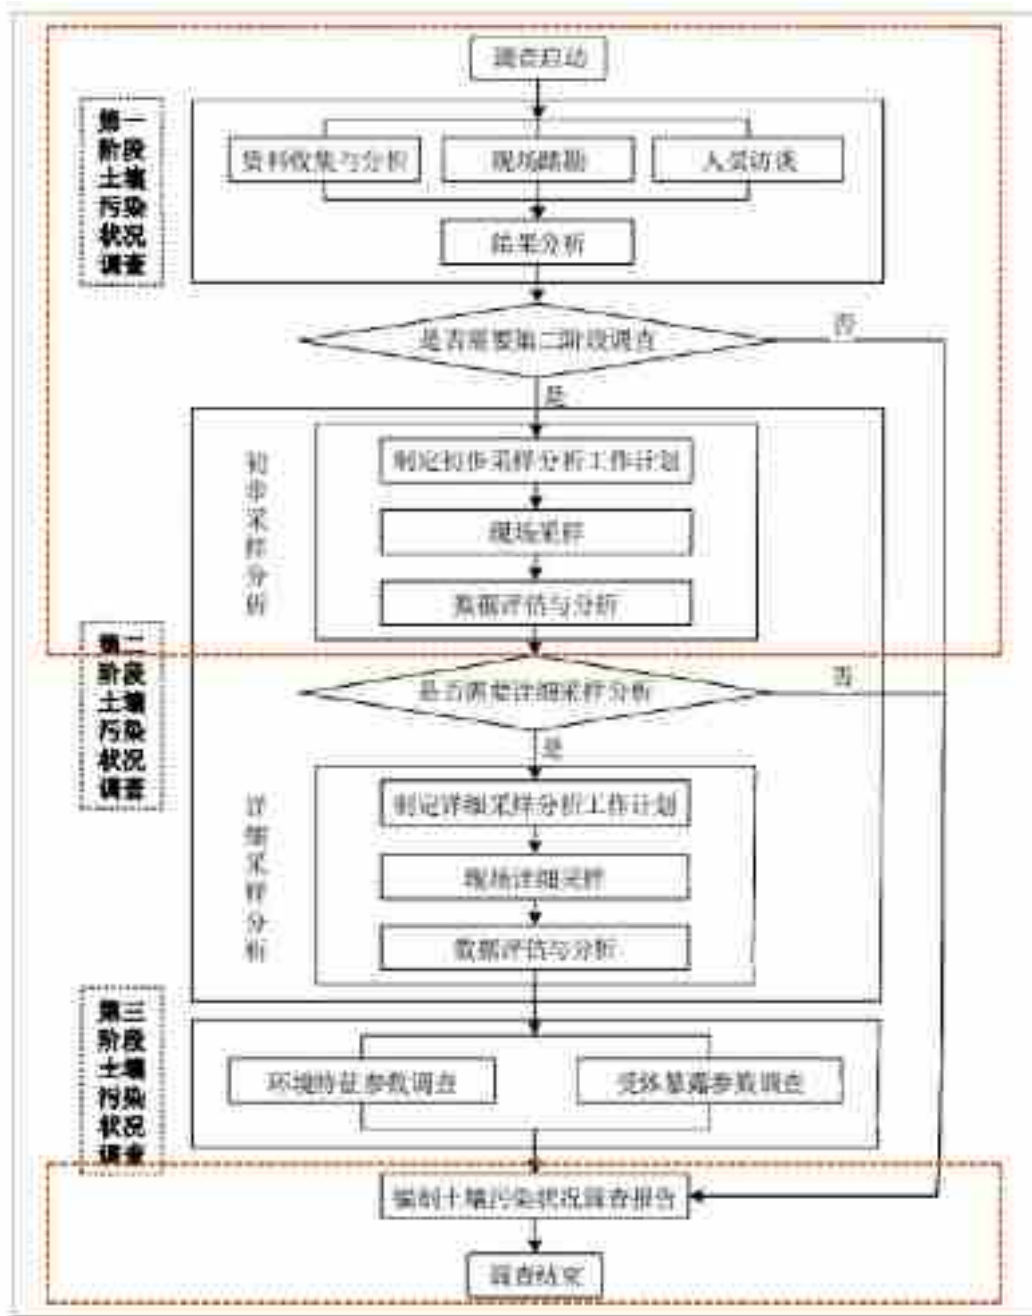 调查启动
第一
阶段
土壤
污染
状况
调查
资料收集与分析
现场踏勘
人员访谈
结果分析
是否需要第二阶段调查
否
是
初步采样分析
制定初步采样分析工作计划
现场采样
数据评估与分析
第二
阶段
土壤
污染
状况
调查
是否需要详细采样分析
否
是
详细采样分析
制定详细采样分析工作计划
现场详细采样
数据评估与分析
第三
阶段
土壤
污染
状况
调查
环境特征参数调查
受体暴露参数调查
编制土壤污染状况调查报告
调查结束